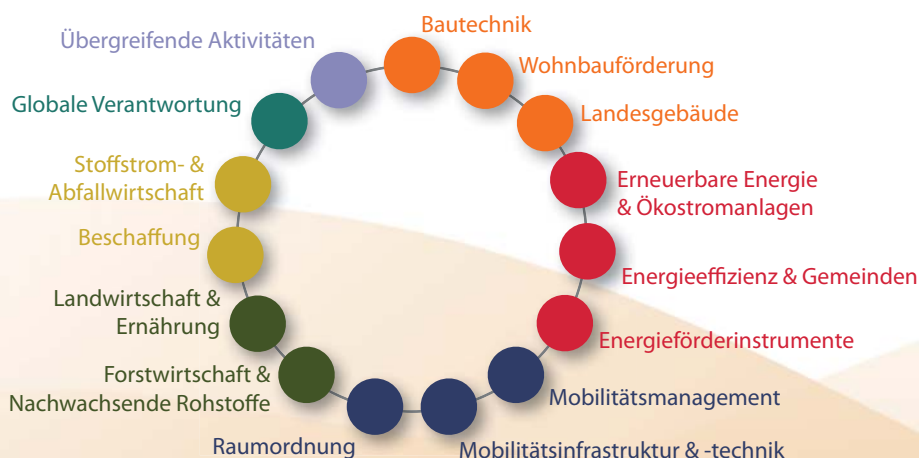 Bautechnik
Wohnbauförderung
Landesgebäude
Erneuerbare Energie
& Ökostromanlagen
Energieeffizienz & Gemeinden
Energieförderinstrumente
Mobilitätsmanagement
Mobilitätsinfrastruktur & -technik
Raumordnung
Forstwirtschaft &
Nachwachsende Rohstoffe
Landwirtschaft &
Ernährung
Beschaffung
Stoffstrom- &
Abfallwirtschaft
Globale Verantwortung
Übergreifende Aktivitäten